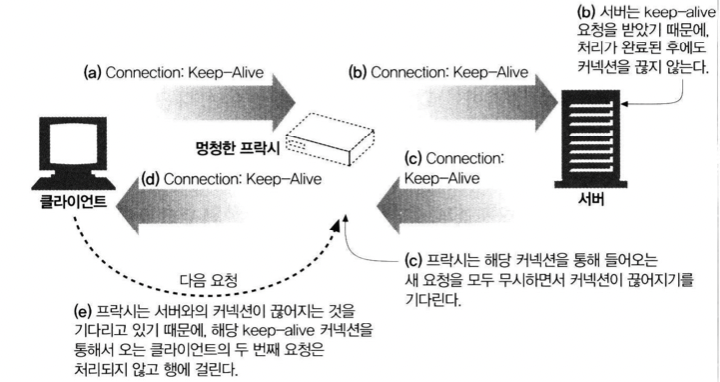 (b) 서버는 keep-alive
요청을 받았기 때문에,
처리가 완료된 후에도
커넥션을 끊지 않는다.
(a) Connection: Keep-Alive
(b) Connection: Keep-Alive
멍청한 프락시
(c) Connection:
Keep-Alive
(d) Connection: Keep-Alive
클라이언트
서버
(c) 프락시는 해당 커넥션을 통해 들어오는
새 요청을 모두 무시하면서 커넥션이 끊어지기를
기다린다.
다음 요청
(e) 프락시는 서버와의 커넥션이 끊어지는 것을
기다리고 있기 때문에, 해당 keep-alive 커넥션을
통해서 오는 클라이언트의 두 번째 요청은
처리되지 않고 행에 걸린다.